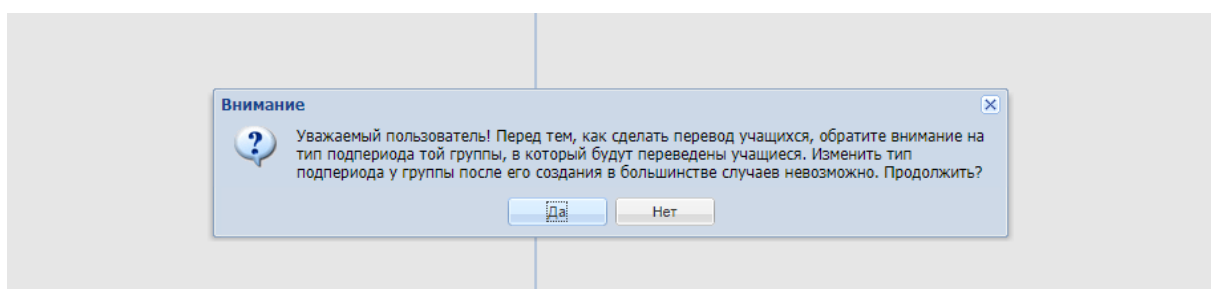 Внимание
Уважаемый пользователь! Перед тем, как сделать перевод учащихся, обратите внимание на
тип подпериода той группы, в который будут переведены учащиеся. Изменить тип
подпериода у группы после его создания в большинстве случаев невозможно. Продолжить?
Да
Нет